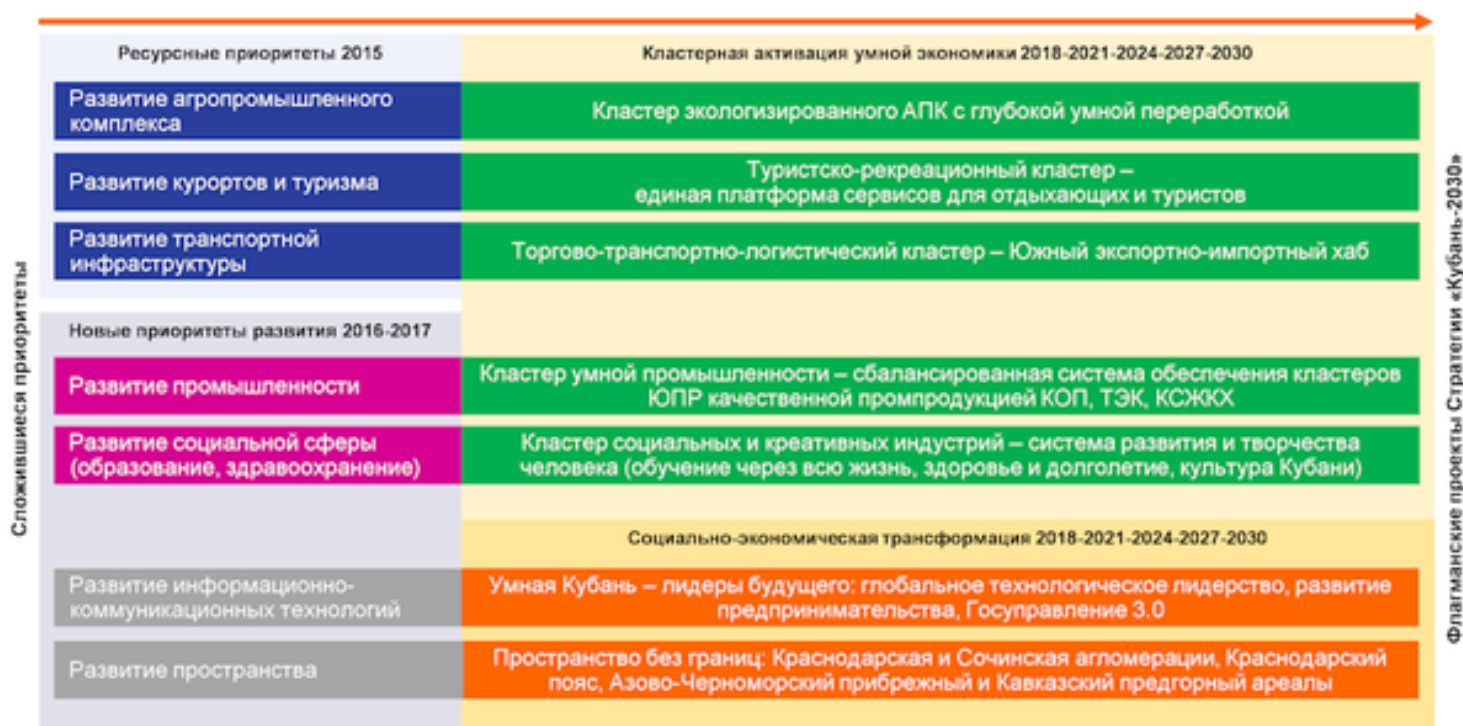 Ресурсные приоритеты 2015
Кластерная активация умной экономики 2018-2021-2024-2027-2030
Развитие агропромышленного
комплекса
Кластер экологизированного АПК с глубокой умной переработкой
Развитие курортов и туризма
Туристско-рекреационный кластер –
единая платформа сервисов для отдыхающих и туристов
Развитие транспортной
инфраструктуры
Торгово-транспортно-логистический кластер – Южный экспортно-импортный хаб
Новые приоритеты развития 2016-2017
Развитие промышленности
Кластер умной промышленности – сбалансированная система обеспечения кластеров
ЮПР качественной промпродукцией КОП, ТЭК, КСЖКХ
Развитие социальной сферы
(образование, здравоохранение)
Кластер социальных и креативных индустрий – система развития и творчества
человека (обучение через всю жизнь, здоровье и долголетие, культура Кубани)
Социально-экономическая трансформация 2018-2021-2024-2027-2030
Развитие информационно-
коммуникационных технологий
Умная Кубань – лидеры будущего: глобальное технологическое лидерство, развитие
предпринимательства, Госуправление 3.0
Развитие пространства
Пространство без границ: Краснодарская и Сочинская агломерации, Краснодарский
пояс, Азово-Черноморский прибрежный и Кавказский предгорный ареалы
Сложившиеся приоритеты
Флагманские проекты Стратегии «Кубань-2030»